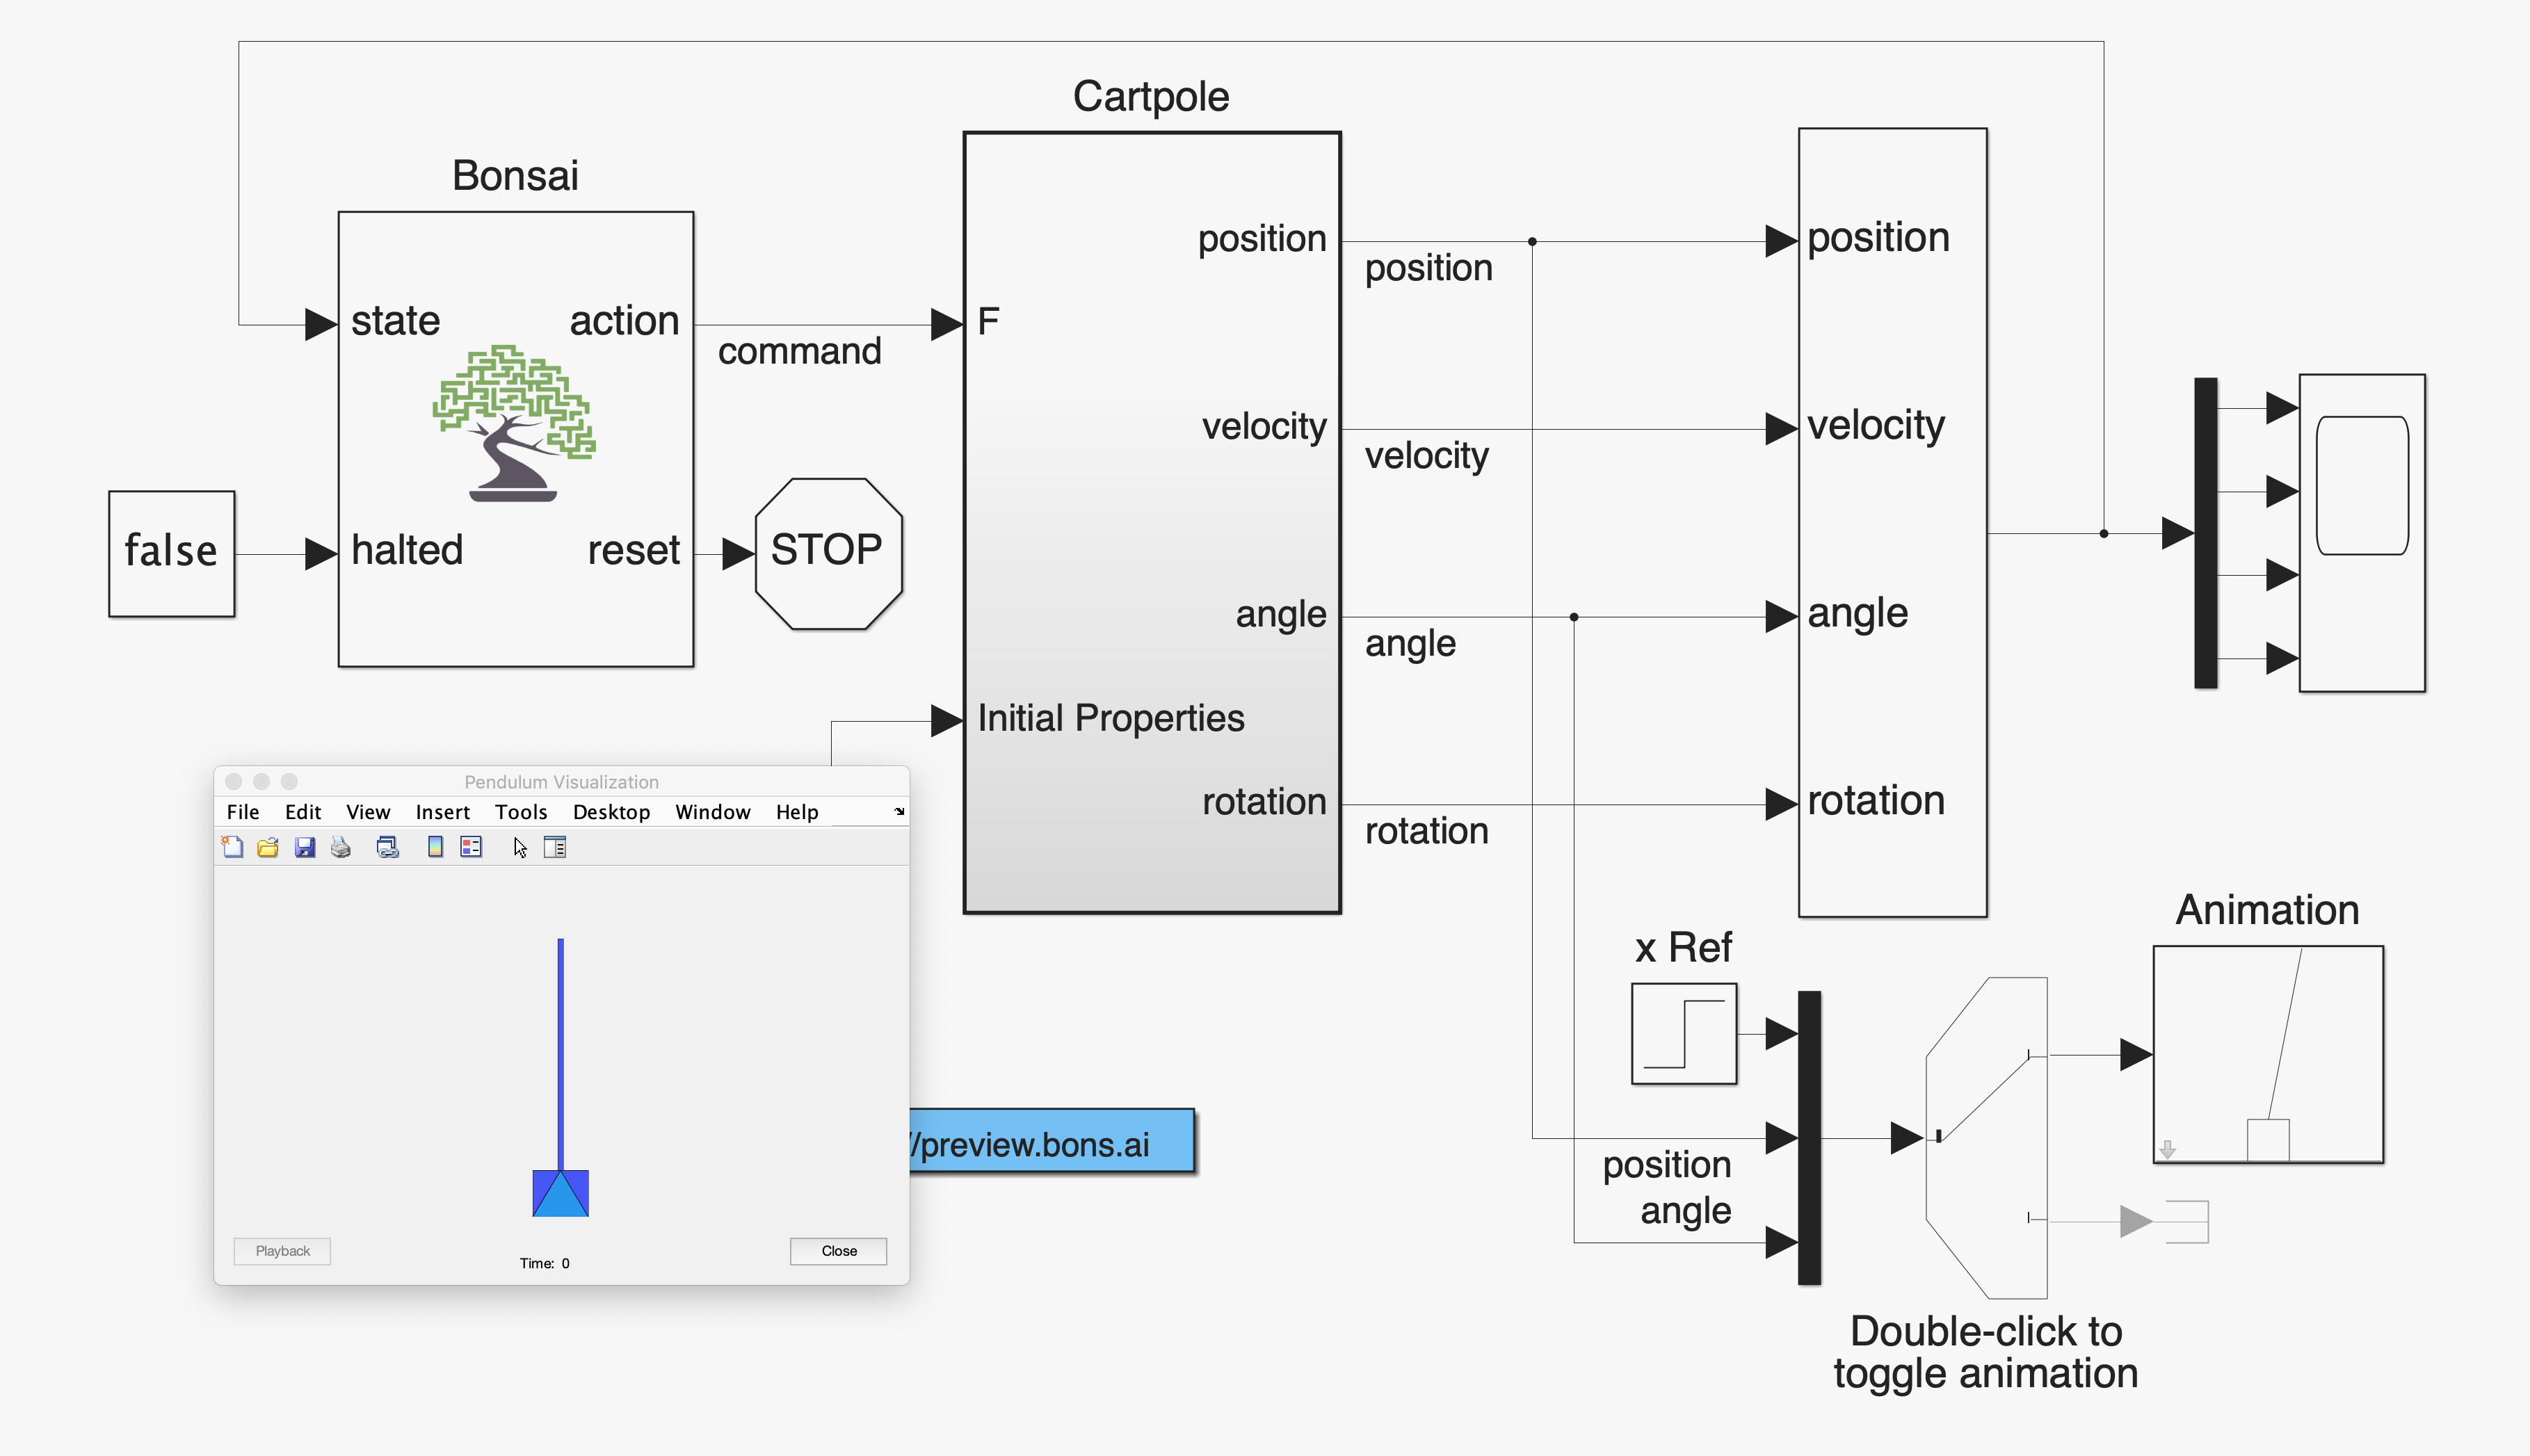 Cartpole
Bonsai
state
action
command
F
halted
reset
false
STOP
Initial Properties
position
velocity
angle
rotation
position
velocity
angle
rotation
position
velocity
angle
rotation
Pendulum Visualization
File Edit View Insert Tools Desktop Window Help
Playback
Time: 0
Close
//preview.bons.ai
x Ref
position
angle
Animation
Double-click to
toggle animation